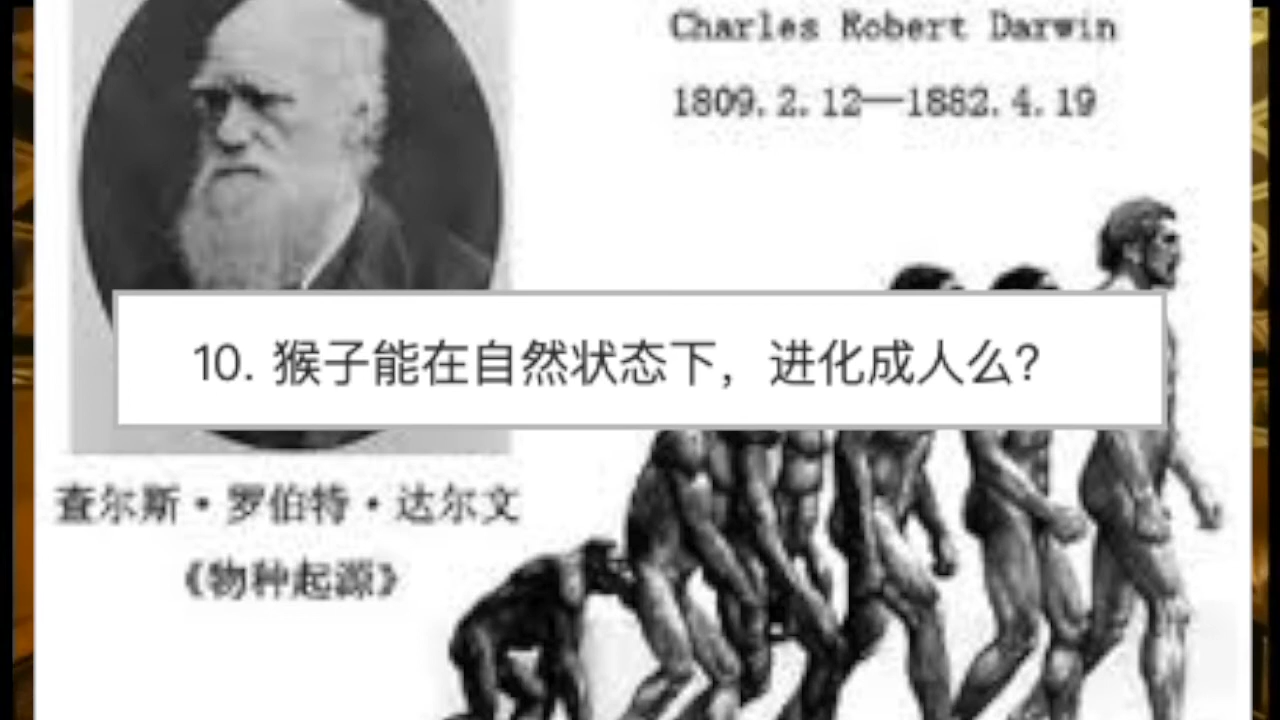 Charles Robert Darwin
1809.2.12—1882.4.19
10. 猴子能在自然状态下，进化成人么？
查尔斯·罗伯特·达尔文
《物种起源》